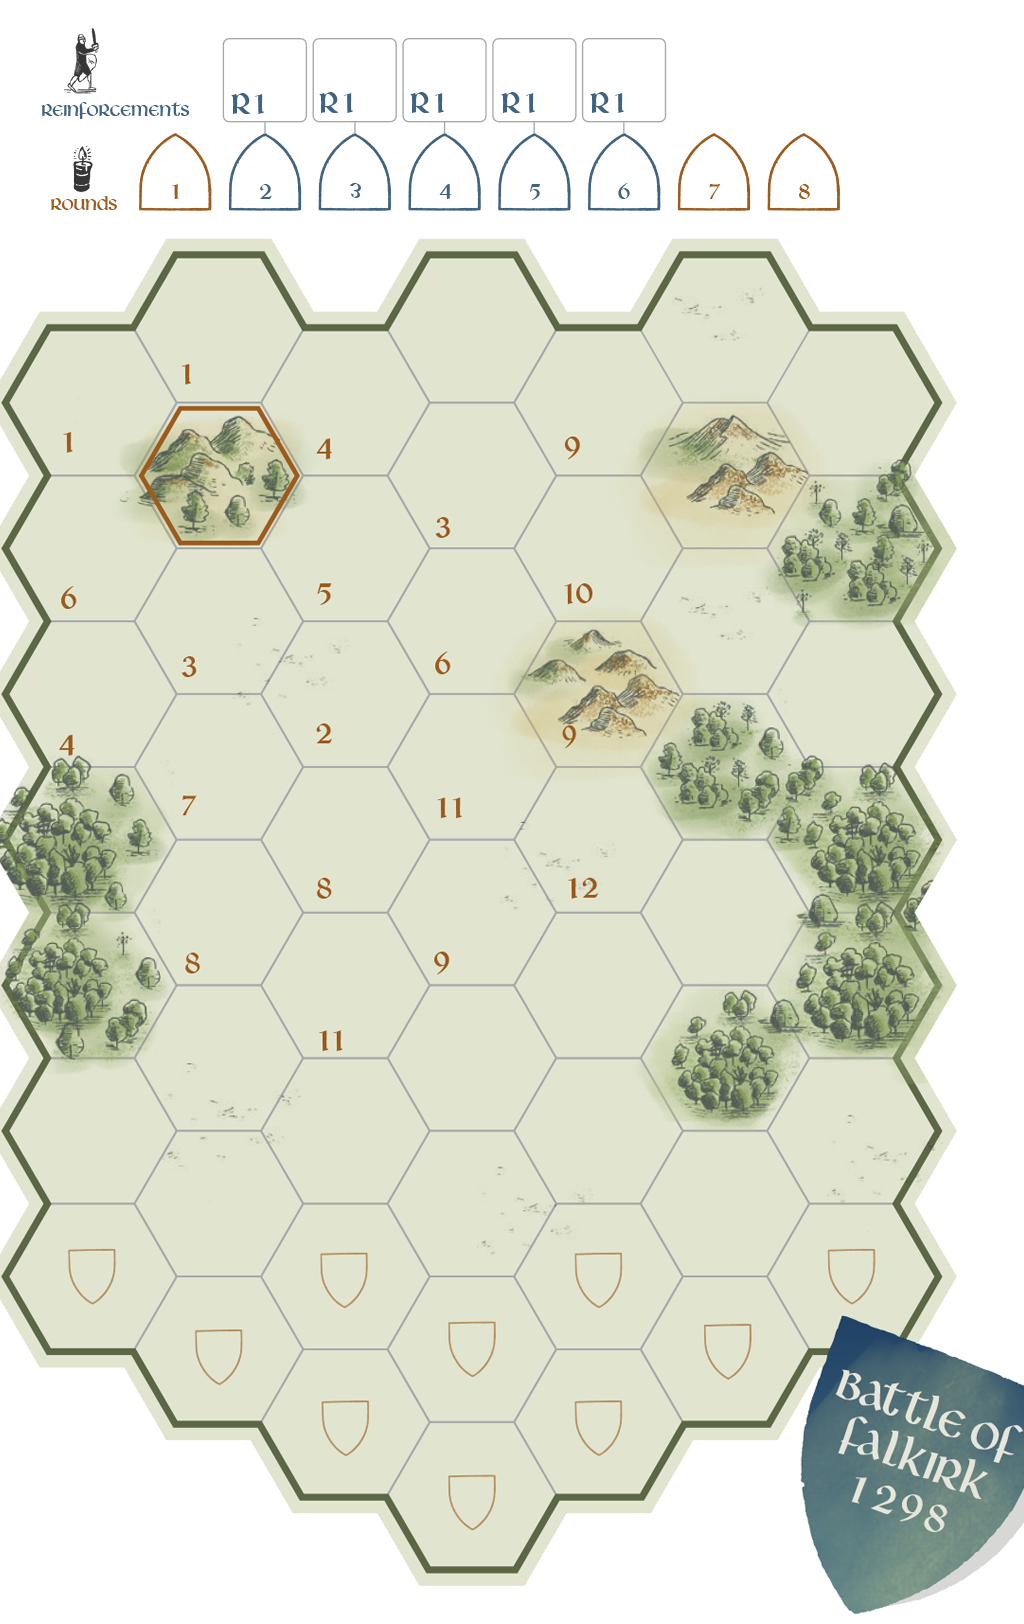 R1 R1 R1 R1 R1
Reinforcements
1 2 3 4 5 6 7 8
Rounds
1
1 4 9
3
6 5 10
3 6
4 2 9
7 11
8 12
8 9
11
Battle of
Falkirk
1298